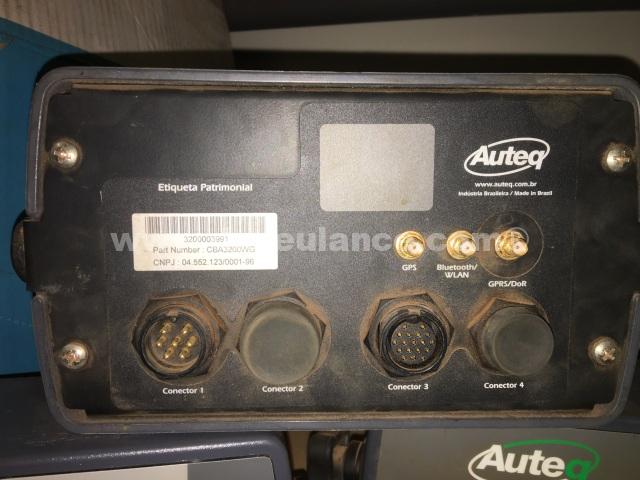 Auteq
www.auteq.com.br
Indústria Brasileira / Made in Brazil
Etiqueta Patrimonial
3200003991
Part Number : CBA3200WG
CNPJ : 04.552.123/0001-96
GPS
Bluetooth/
WLAN
GPRS/DoR
Conector 1
Conector 2
Conector 3
Conector 4
Auteq